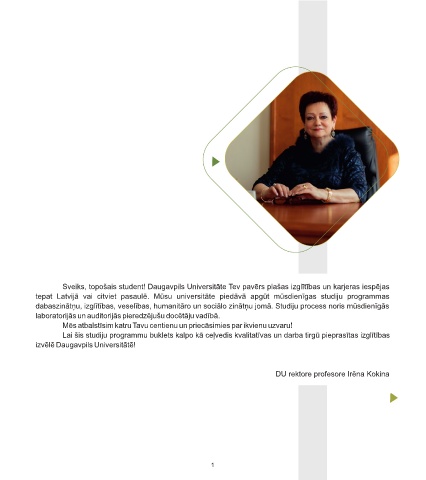 Sveiks, topošais student! Daugavpils Universitāte Tev pavērs plašas izglītības un karjeras iespējas
tepat Latvijā vai citviet pasaulē. Mūsu universitāte piedāvā apgūt mūsdienīgas studiju programmas
dabaszinātņu, izglītības, veselības, humanitāro un sociālo zinātņu jomā. Studiju process noris mūsdienīgās
laboratorijās un auditorijās pieredzējušu docētāju vadībā.
Mēs atbalstīsim katru Tavu centienu un priecāsimies par ikvienu uzvaru!
Lai šis studiju programmu buklets kalpo kā ceļvedis kvalitatīvas un darba tirgū pieprasītas izglītības
izvēlē Daugavpils Universitātē!
DU rektore profesore Irēna Kokina
1